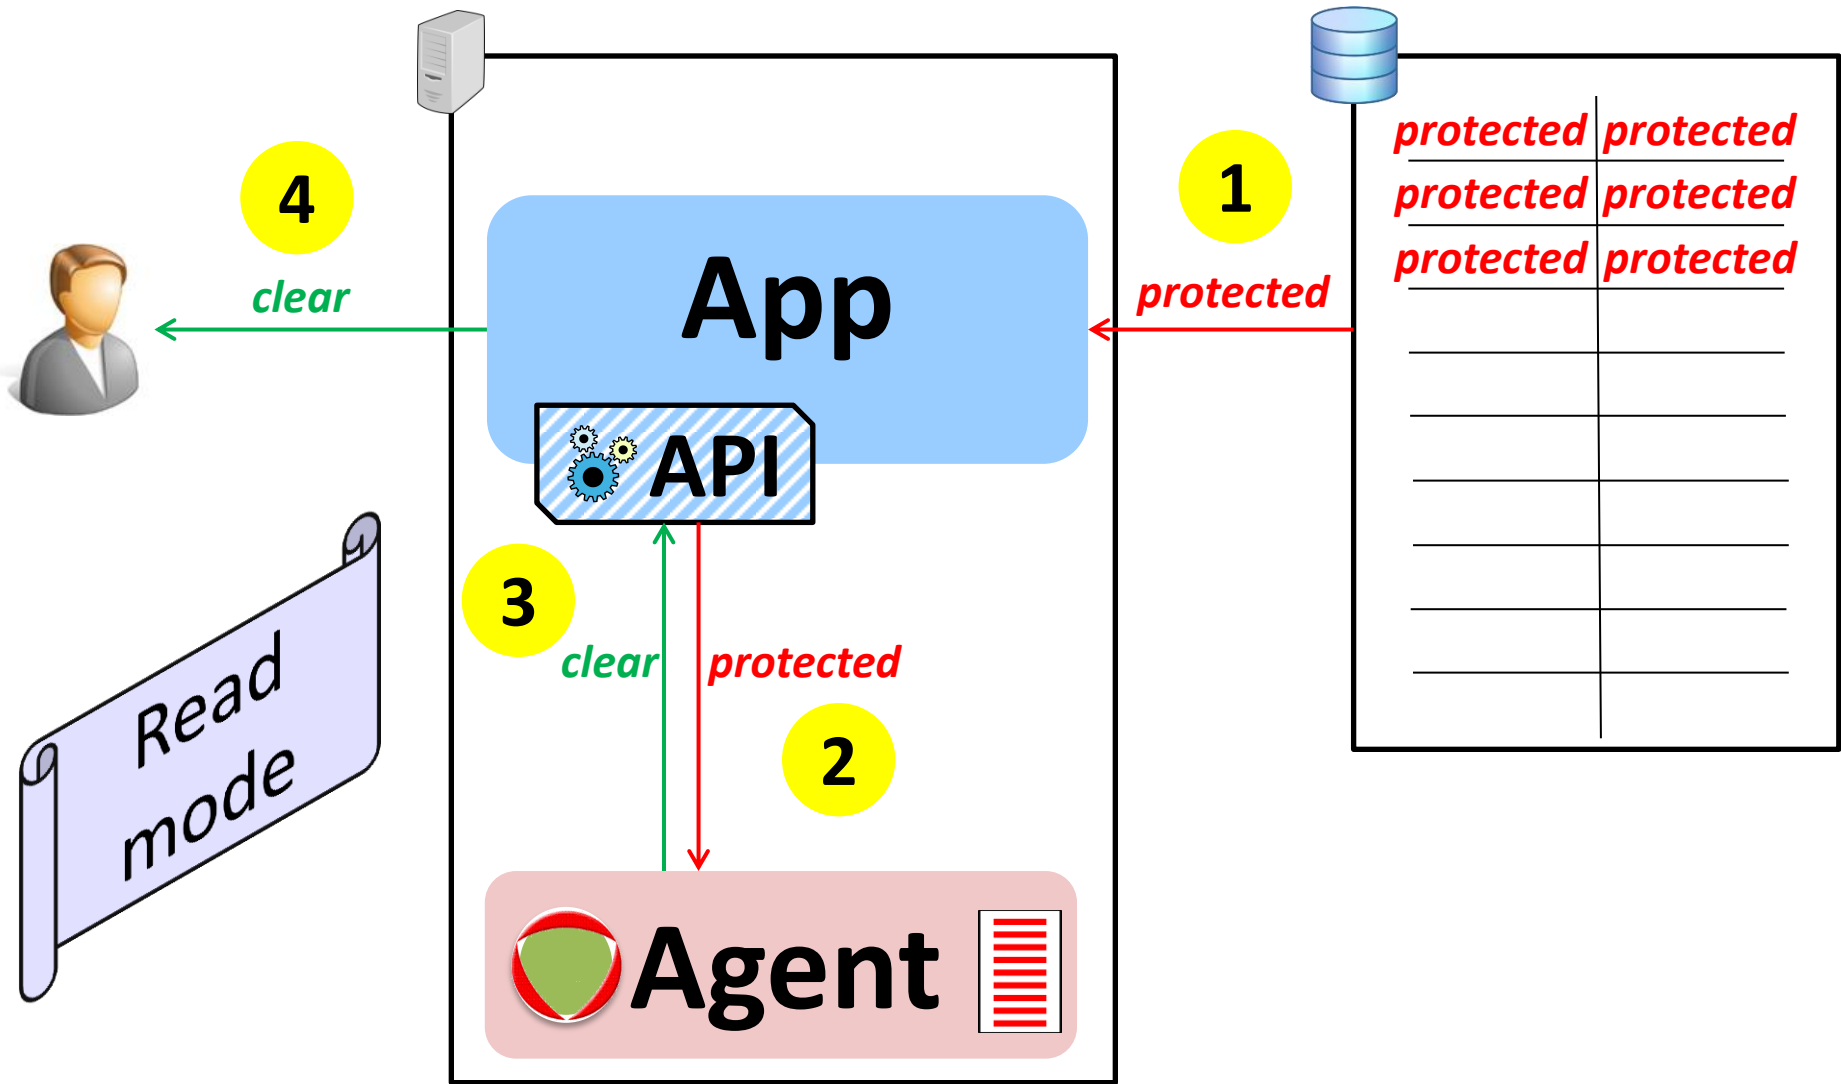 protected protected
protected protected
protected protected
1
protected
4
clear
App
API
3
clear
protected
2
Read
mode
Agent